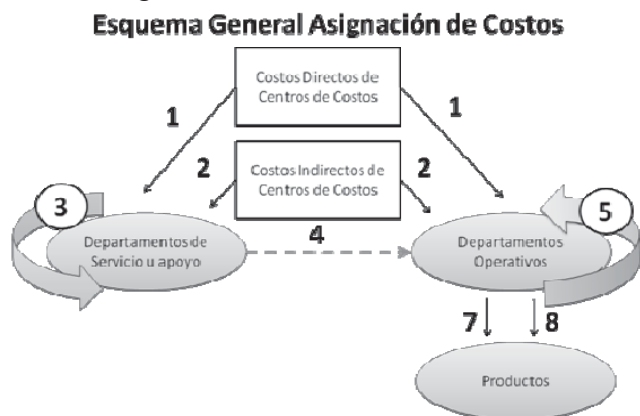 Esquema General Asignación de Costos
Costos Directos de
Centros de Costos
1
1
Costos Indirectos de
Centros de Costos
2
2
3
5
Departamentos de
Servicio u apoyo
4
Departamentos
Operativos
7
8
Productos